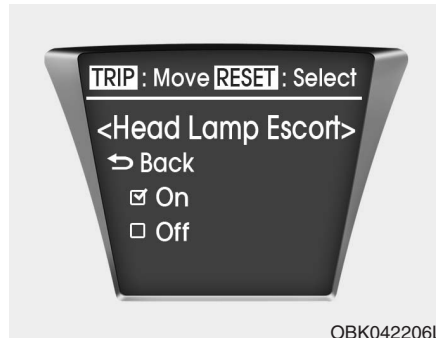 TRIP : Move RESET : Select
<Head Lamp Escort>
Back
On
Off
OBK042206L